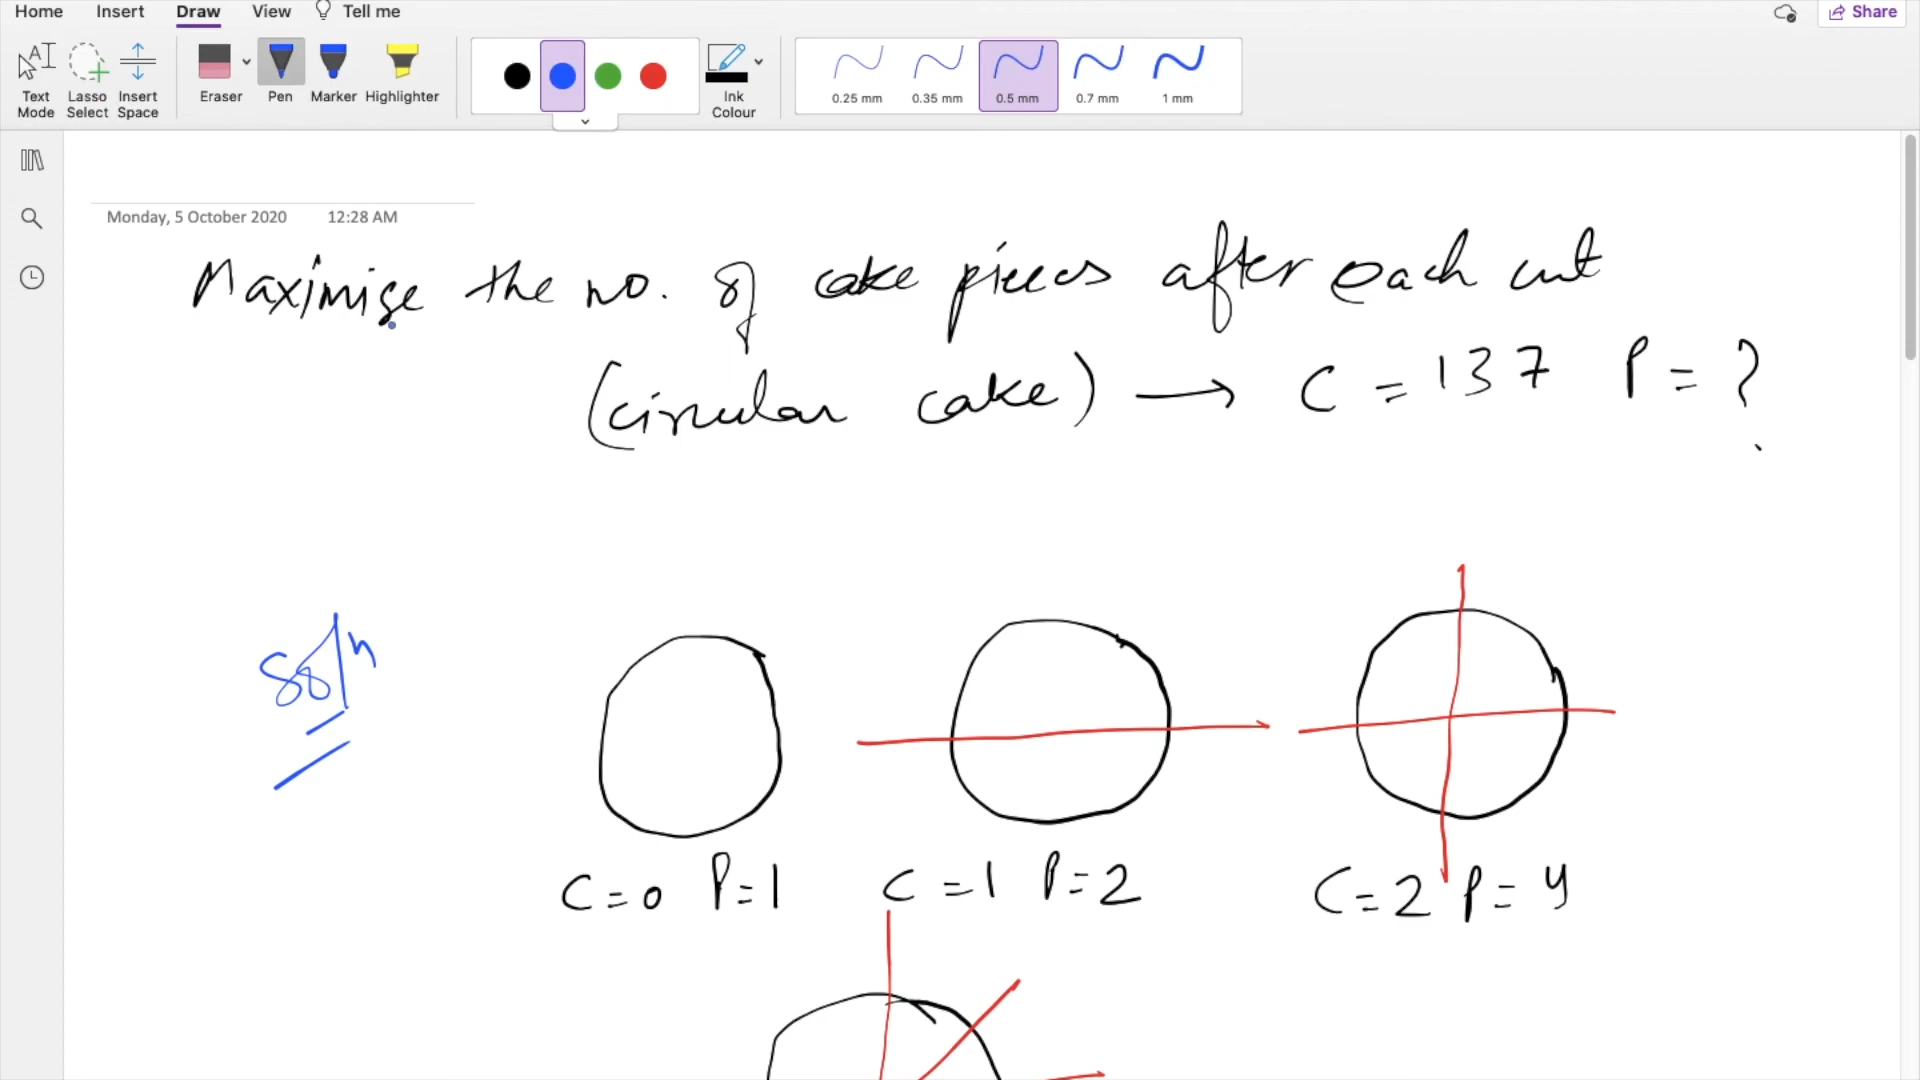 Home Insert Draw View Tell me Share
Text Mode Lasso Select Insert Space Eraser Pen Marker Highlighter Ink Colour 0.25 mm 0.35 mm 0.5 mm 0.7 mm 1 mm
Monday, 5 October 2020 12:28 AM
Maximise the no. of cake pieces after each cut
(circular cake) → C = 137 P = ?
Sol^n
C=0 P=1 C=1 P=2 C=2 P=4